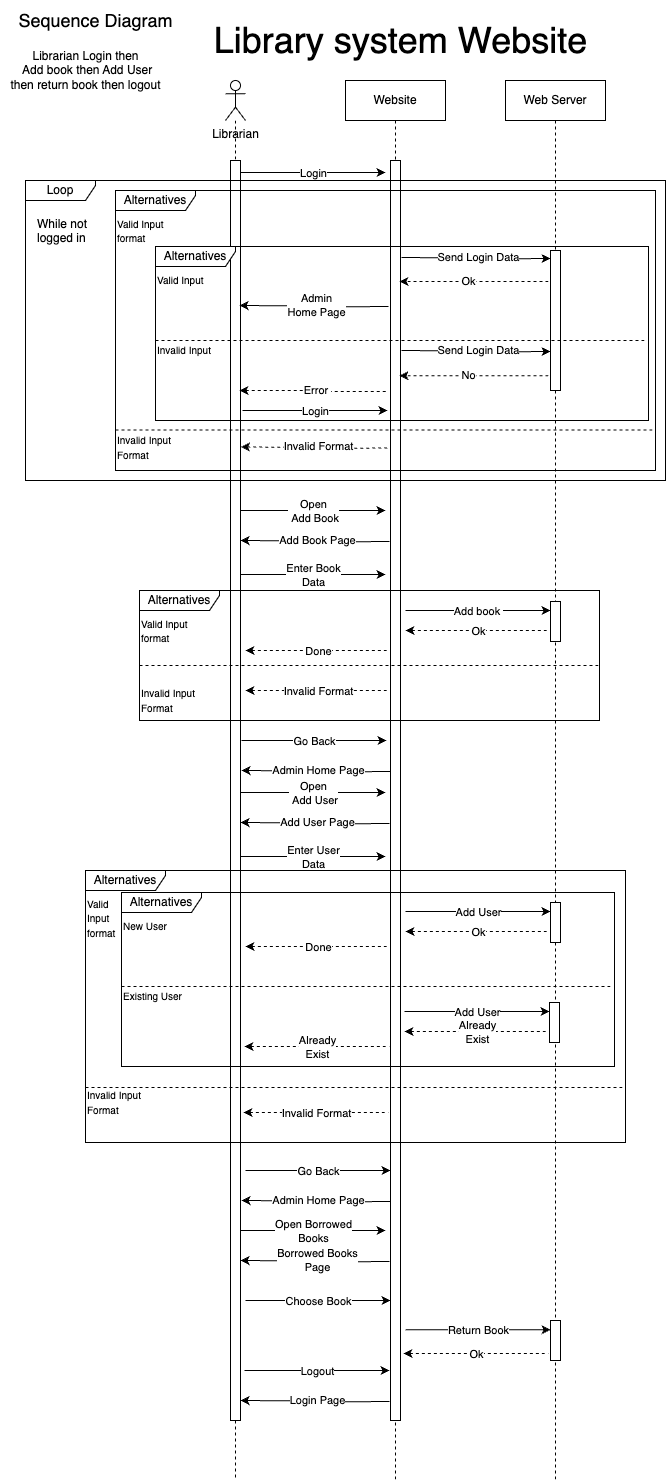 Sequence Diagram
Library system Website
Librarian Login then
Add book then Add User
then return book then logout
Librarian
Website
Web Server
Login
Loop
While not
logged in
Alternatives
Valid Input
format
Alternatives
Valid Input
Send Login Data
Ok
Admin
Home Page
Invalid Input
Send Login Data
No
Error
Login
Invalid Input
Format
Invalid Format
Open
Add Book
Add Book Page
Enter Book
Data
Alternatives
Valid Input
format
Add book
Ok
Done
Invalid Input
Format
Invalid Format
Go Back
Admin Home Page
Open
Add User
Add User Page
Enter User
Data
Alternatives
Valid
Input
format
Alternatives
New User
Add User
Ok
Done
Existing User
Add User
Already
Exist
Already
Exist
Invalid Input
Format
Invalid Format
Go Back
Admin Home Page
Open Borrowed
Books
Borrowed Books
Page
Choose Book
Return Book
Ok
Logout
Login Page